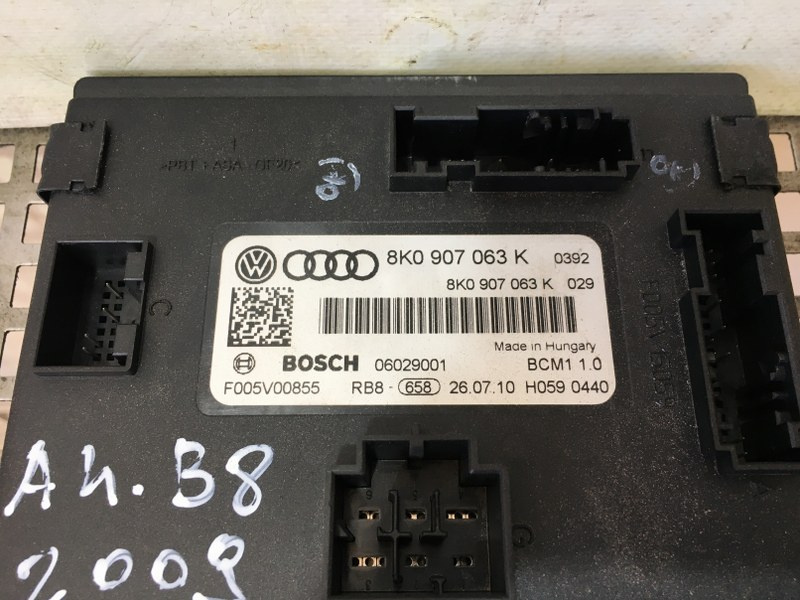 8K0 907 063 K 0392
8K0 907 063 K 029
Made in Hungary
BOSCH 06029001 BCM1 1.0
F005V00855 RB8- 658 26.07.10 H059 0440
C
A
A4. B8
2009